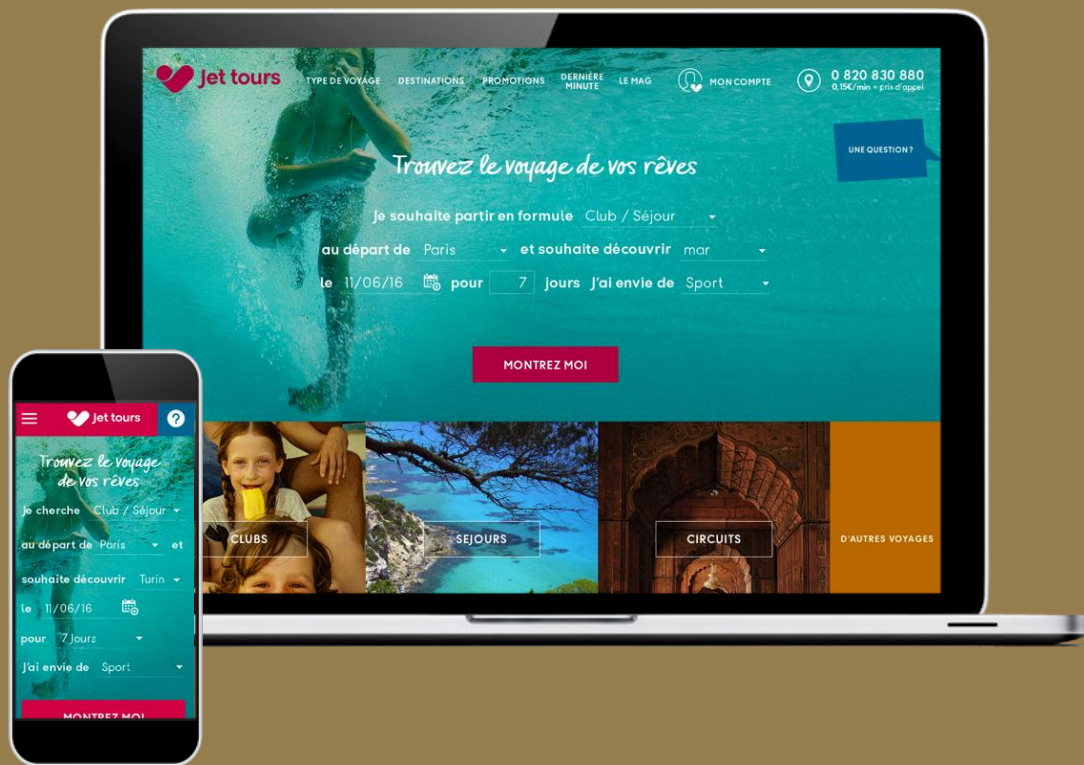 Jet tours
TYPE DE VOYAGE DESTINATIONS PROMOTIONS DERNIÈRE MINUTE LE MAG MON COMPTE 0 820 830 880
0,15€/min + prix d'appel
UNE QUESTION ?
Trouvez le voyage de vos rêves
Je souhaite partir en formule Club / Séjour
au départ de Paris et souhaite découvrir mar
le 11/06/16 pour 7 jours J'ai envie de Sport
MONTREZ MOI
CLUBS SEJOURS CIRCUITS D'AUTRES VOYAGES
Jet tours ?
Trouvez le voyage
de vos rêves
Je cherche Club / Séjour
au départ de Paris et
souhaite découvrir Turin
le 11/06/16
pour 7 Jours
J'ai envie de Sport
MONTREZ MOI